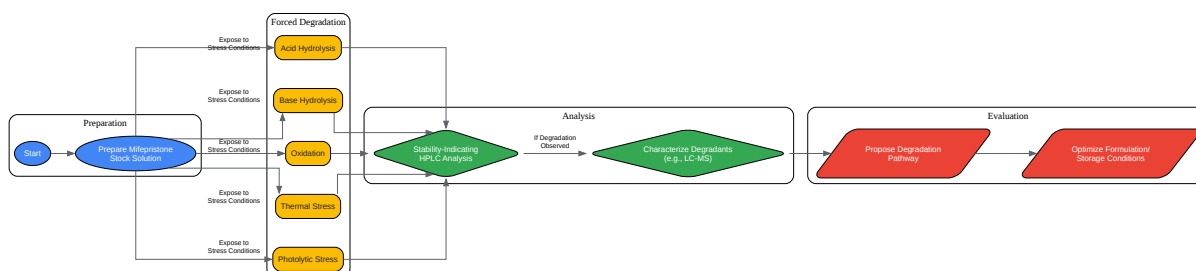 Forced Degradation
Expose to
Stress Conditions
Acid Hydrolysis
Expose to
Stress Conditions
Base Hydrolysis
Preparation
Analysis
Evaluation
Start
Prepare Mifepristone
Stock Solution
Expose to
Stress Conditions
Oxidation
Stability-Indicating
HPLC Analysis
If Degradation
Observed
Characterize Degradants
(e.g., LC-MS)
Propose Degradation
Pathway
Optimize Formulation/
Storage Conditions
Expose to
Stress Conditions
Thermal Stress
Expose to
Stress Conditions
Photolytic Stress